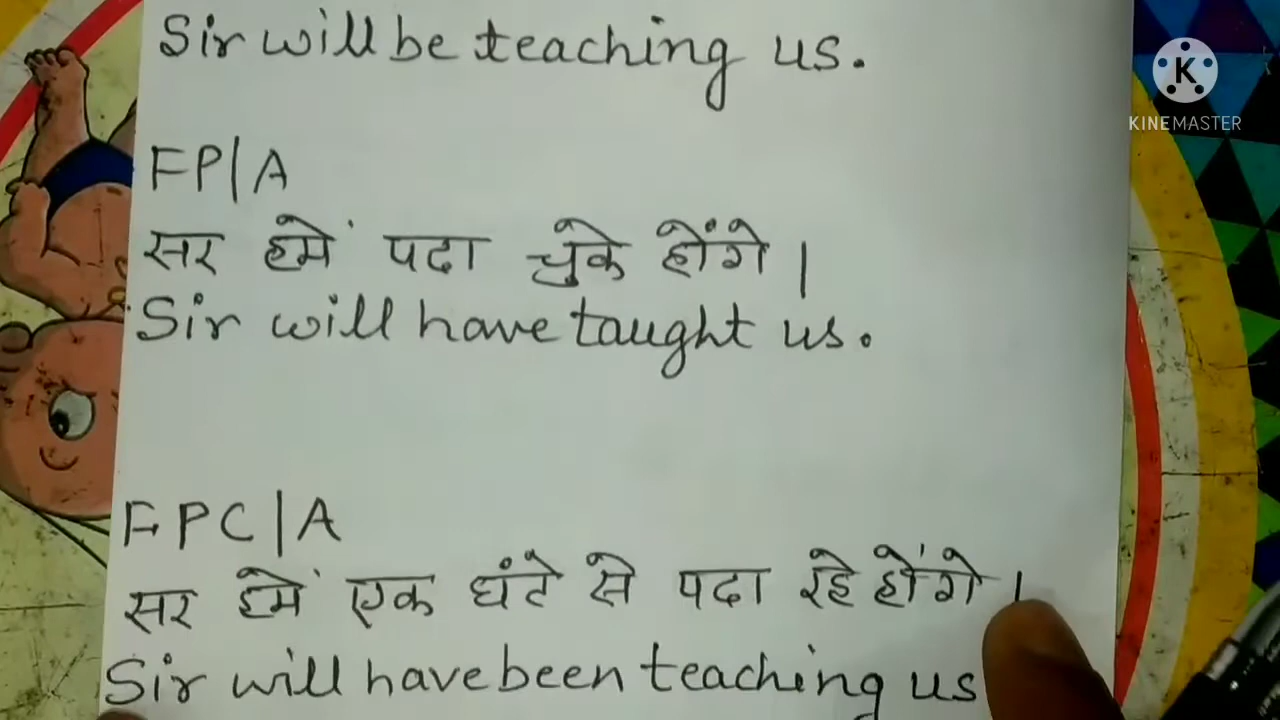 Sir will be teaching us.
KINEMASTER
FP/A
सर हमें पढा चुके होंगे।
Sir will have taught us.
FPC/A
सर हमें एक घंटे से पढा रहे होंगे।
Sir will have been teaching us